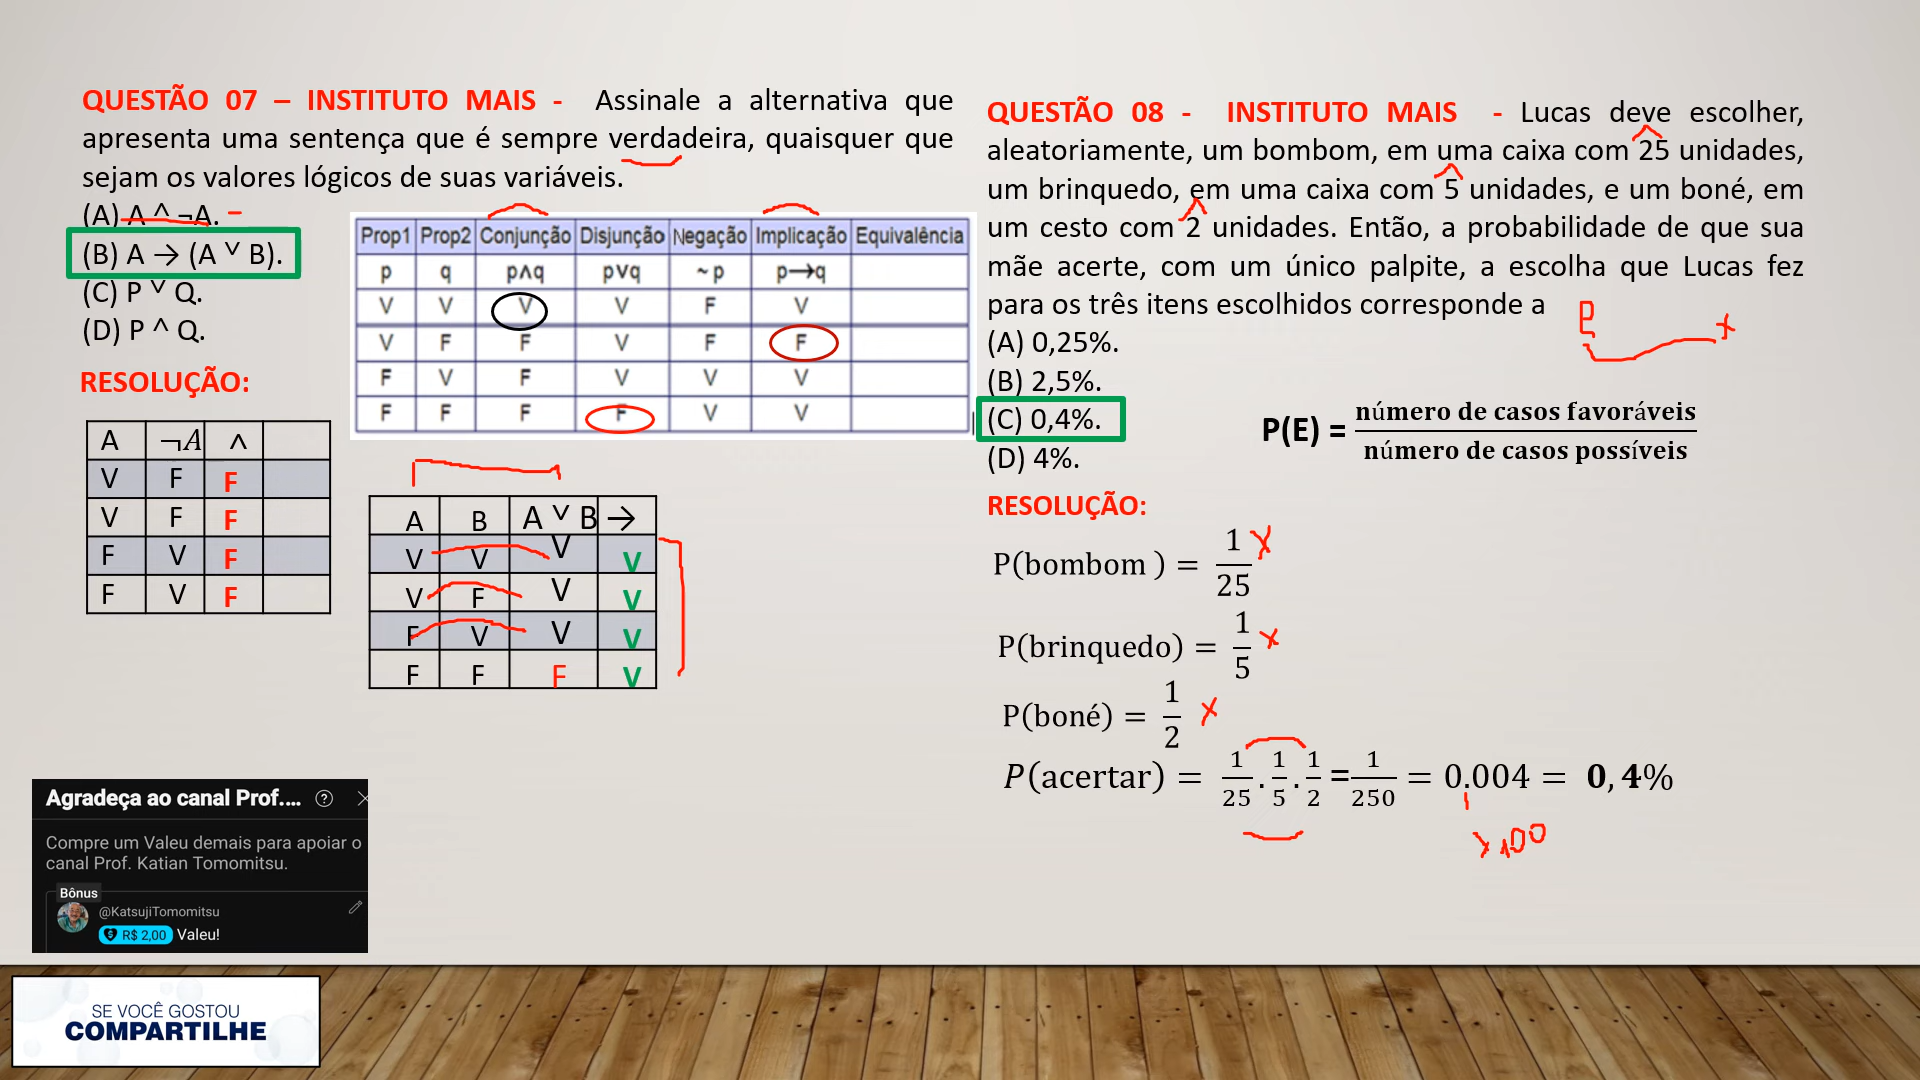 QUESTÃO 07 – INSTITUTO MAIS - Assinale a alternativa que
apresenta uma sentença que é sempre verdadeira, quaisquer que
sejam os valores lógicos de suas variáveis.
(A) A ^ ¬A.
(B) A → (A ˅ B).
(C) P ˅ Q.
(D) P ^ Q.
RESOLUÇÃO:
A ¬A ^
V F F
V F F
F V F
F V F
Prop1 Prop2 Conjunção Disjunção Negação Implicação Equivalência
p q p∧q p∨q ~p p→q
V V V V F V
V F F V F F
F V F V V V
F F F F V V
A B A ˅ B →
V V V V
V F V V
F V V V
F F F V
QUESTÃO 08 - INSTITUTO MAIS - Lucas deve escolher,
aleatoriamente, um bombom, em uma caixa com 25 unidades,
um brinquedo, em uma caixa com 5 unidades, e um boné, em
um cesto com 2 unidades. Então, a probabilidade de que sua
mãe acerte, com um único palpite, a escolha que Lucas fez
para os três itens escolhidos corresponde a
(A) 0,25%.
(B) 2,5%.
(C) 0,4%.
(D) 4%.
P(E) = número de casos favoráveis
número de casos possíveis
RESOLUÇÃO:
P(bombom ) = 1/25 x
P(brinquedo) = 1/5 x
P(boné) = 1/2 x
P(acertar) = 1/25 . 1/5 . 1/2 = 1/250 = 0.004 = 0,4%
x100
Agradeça ao canal Prof....
Compre um Valeu demais para apoiar o
canal Prof. Katian Tomomitsu.
Bônus
@KatsujiTomomitsu
R$ 2,00 Valeu!
SE VOCÊ GOSTOU
COMPARTILHE